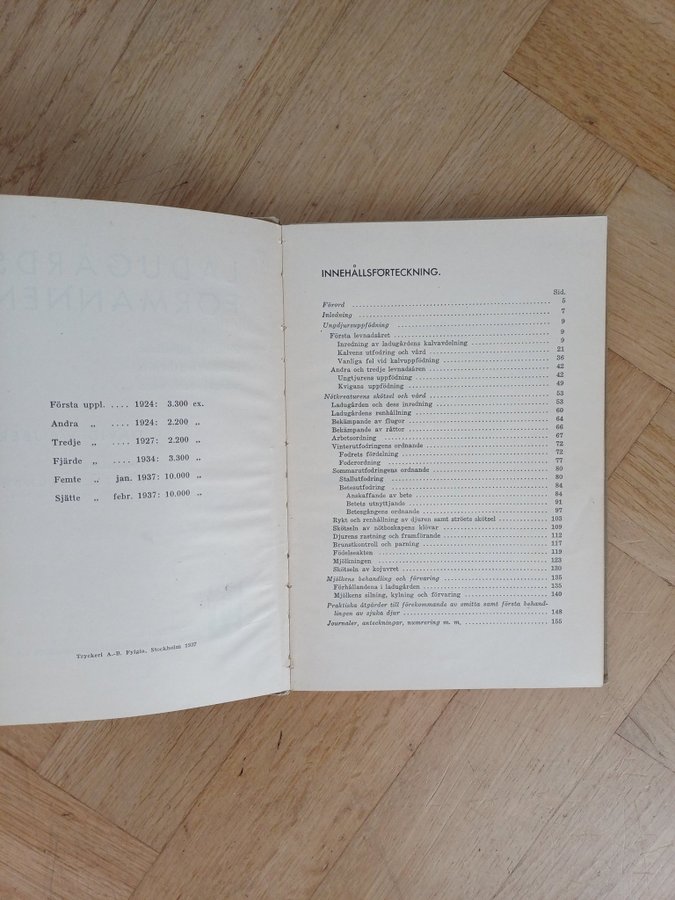 Första uppl. .... 1924: 3.300 ex.
Andra „ .... 1924: 2.200 „
Tredje „ .... 1927: 2.200 „
Fjärde „ .... 1934: 3.300 „
Femte „ jan. 1937: 10.000 „
Sjätte „ febr. 1937: 10.000 „
Tryckeri A.-B. Fylgia, Stockholm 1937
INNEHÅLLSFÖRTECKNING.
Sid.
Förord 5
Inledning 7
Ungdjursuppfödning 9
Första levnadsåret 9
Inredning av ladugårdens kalvavdelning 9
Kalvens utfodring och vård 21
Vanliga fel vid kalvuppfödning 36
Andra och tredje levnadsåren 42
Ungtjurens uppfödning 42
Kvigans uppfödning 49
Nötkreaturens skötsel och vård 53
Ladugården och dess inredning 53
Ladugårdens renhållning 60
Bekämpande av flugor 64
Bekämpande av råttor 66
Arbetsordning 67
Vinterutfodringens ordnande 72
Fodrets fördelning 72
Foderordning 77
Sommarutfodringens ordnande 80
Stallutfodring 80
Betesutfodring 84
Anskaffande av bete 84
Betets utnyttjande 91
Betesgångens ordnande 97
Rykt och renhållning av djuren samt ströets skötsel 103
Skötseln av nötboskapens klövar 109
Djurens rastning och framförande 112
Brunstkontroll och parning 117
Födelseakten 119
Mjölkningen 123
Skötseln av kojuvret 130
Mjölkens behandling och förvaring 135
Förhållandena i ladugården 135
Mjölkens silning, kylning och förvaring 140
Praktiska åtgärder till förekommande av smitta samt första behand-
lingen av sjuka djur 148
Journaler, anteckningar, numrering m. m. 155